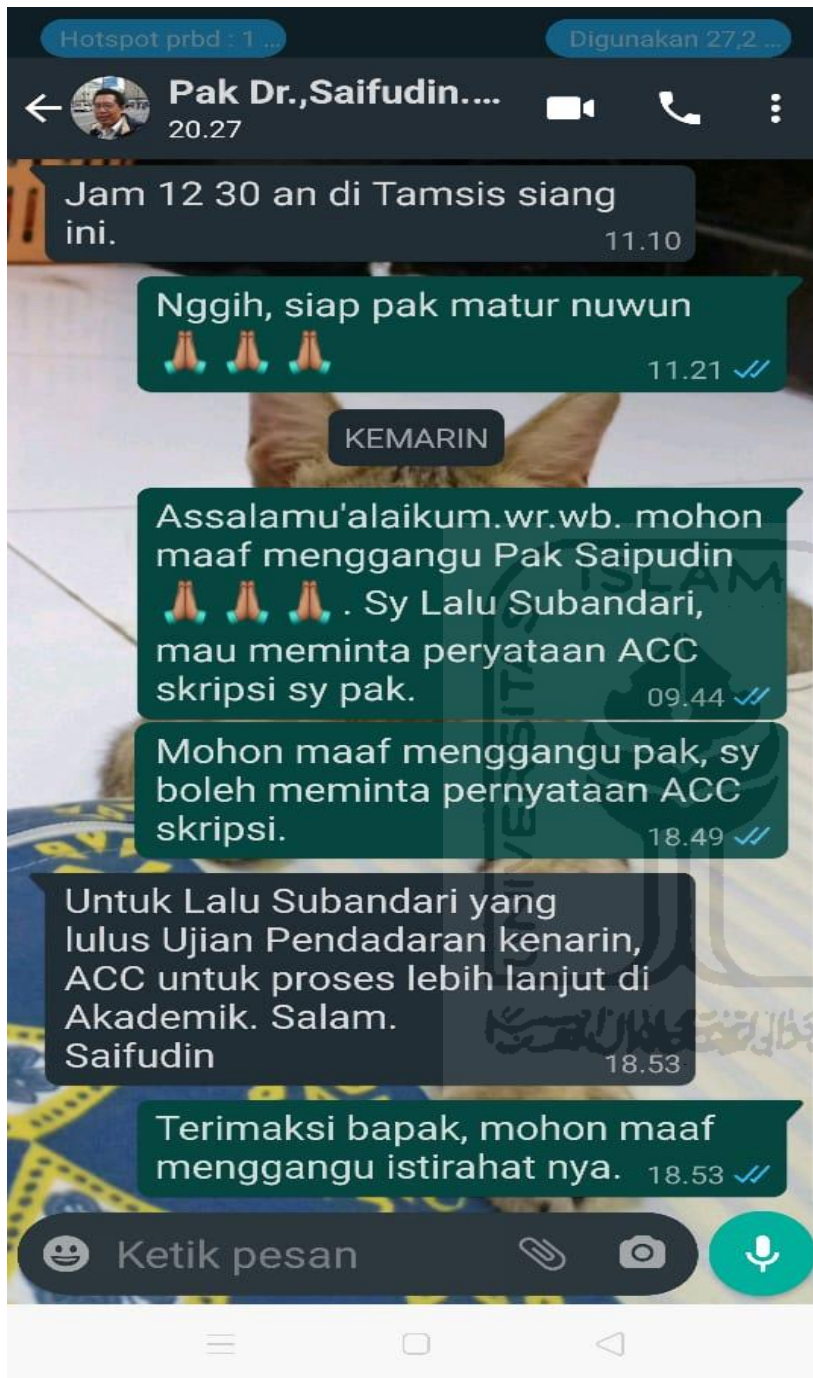 Hotspot prbd : 1 ...
Digunakan 27,2 ...
Pak Dr.,Saifudin....
20.27
Jam 12 30 an di Tamsis siang
ini.
11.10
Nggih, siap pak matur nuwun
🙏🏽 🙏🏽 🙏🏽
11.21
KEMARIN
Assalamu'alaikum.wr.wb. mohon
maaf menggangu Pak Saipudin
🙏🏽 🙏🏽 🙏🏽 . Sy Lalu Subandari,
mau meminta peryataan ACC
skripsi sy pak.
09.44
Mohon maaf menggangu pak, sy
boleh meminta pernyataan ACC
skripsi.
18.49
Untuk Lalu Subandari yang
lulus Ujian Pendadaran kenarin,
ACC untuk proses lebih lanjut di
Akademik. Salam.
Saifudin
18.53
Terimaksi bapak, mohon maaf
menggangu istirahat nya.
18.53
Ketik pesan
UNIVERSITAS
ISLAM